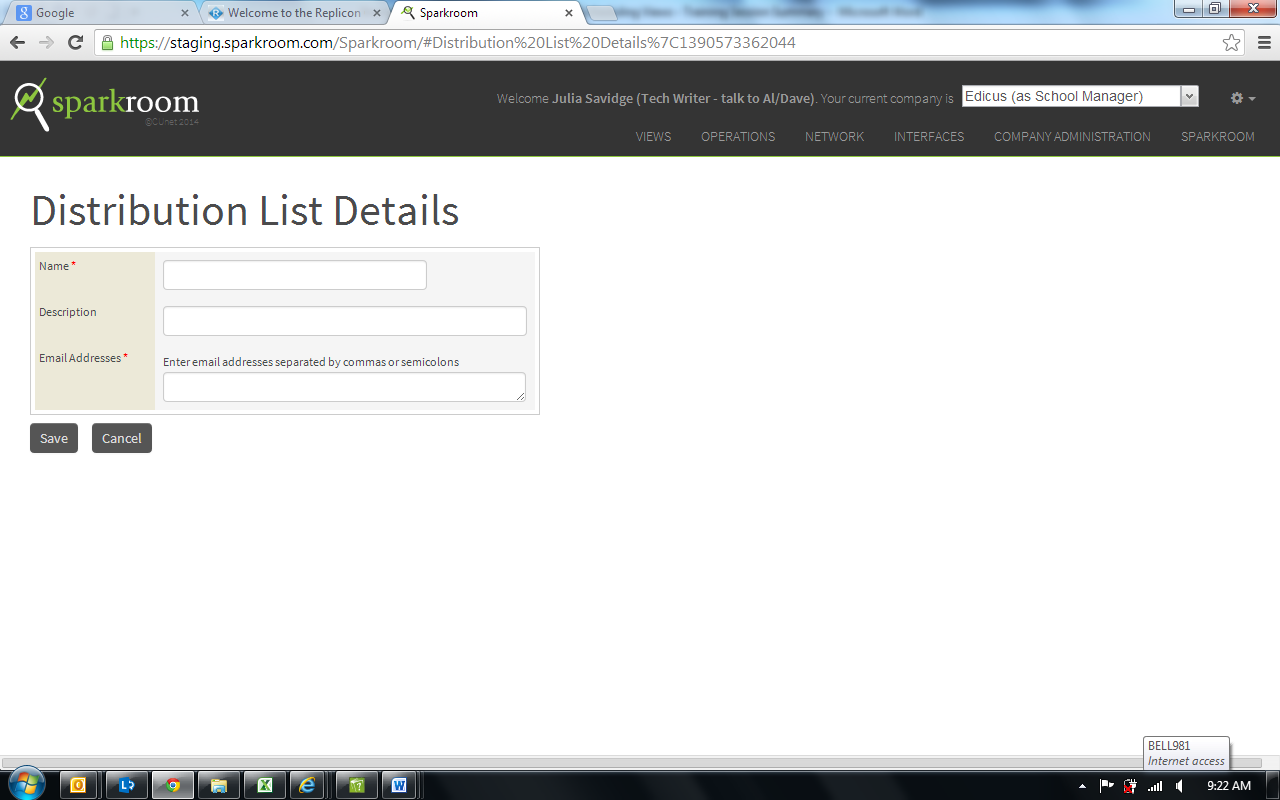 Google
Welcome to the Replicon
Sparkroom
https://staging.sparkroom.com/Sparkroom/#Distribution%20List%20Details%7C1390573362044
sparkroom
©CUnet 2014
Welcome Julia Savidge (Tech Writer - talk to Al/Dave). Your current company is
Edicus (as School Manager)
VIEWS OPERATIONS NETWORK INTERFACES COMPANY ADMINISTRATION SPARKROOM
Distribution List Details
Name *
Description
Email Addresses *
Enter email addresses separated by commas or semicolons
Save Cancel
BELL981
Internet access
9:22 AM